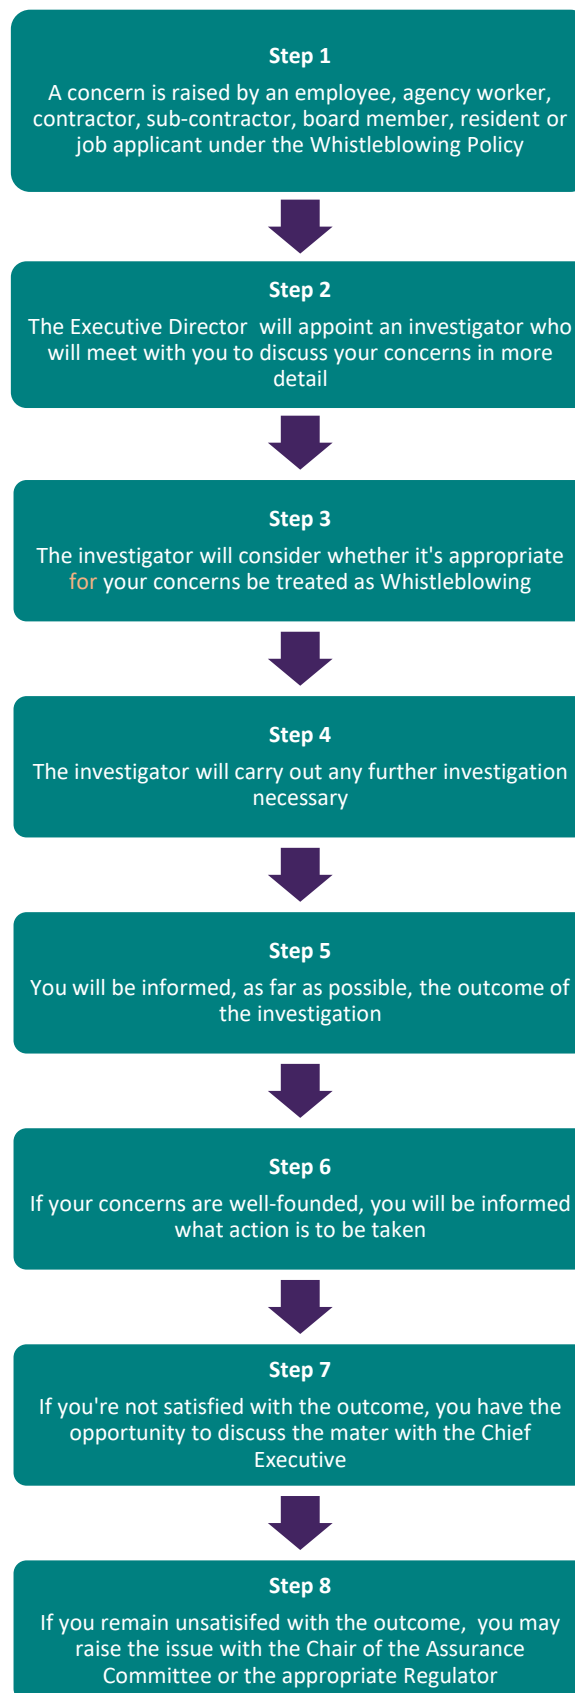 Step 1
A concern is raised by an employee, agency worker,
contractor, sub-contractor, board member, resident or
job applicant under the Whistleblowing Policy
Step 2
The Executive Director  will appoint an investigator who
will meet with you to discuss your concerns in more
detail
Step 3
The investigator will consider whether it's appropriate
for your concerns be treated as Whistleblowing
Step 4
The investigator will carry out any further investigation
necessary
Step 5
You will be informed, as far as possible, the outcome of
the investigation
Step 6
If your concerns are well-founded, you will be informed
what action is to be taken
Step 7
If you're not satisfied with the outcome, you have the
opportunity to discuss the mater with the Chief
Executive
Step 8
If you remain unsatisifed with the outcome,  you may
raise the issue with the Chair of the Assurance
Committee or the appropriate Regulator